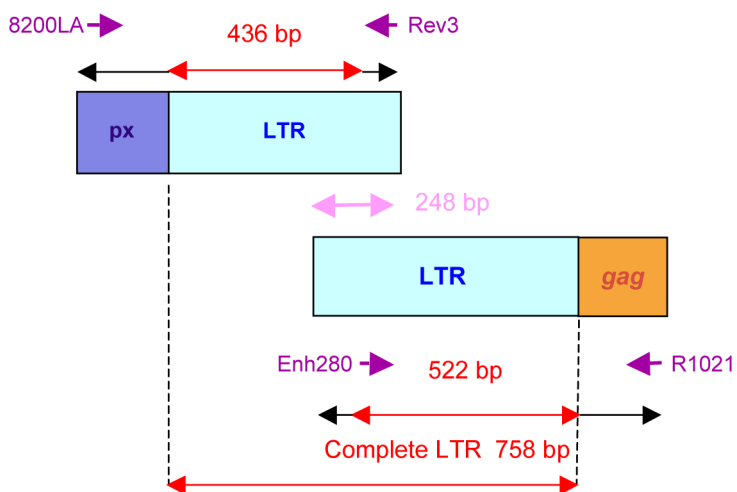 8200LA
436 bp
Rev3
px
LTR
248 bp
LTR
gag
Enh280
522 bp
R1021
Complete LTR 758 bp